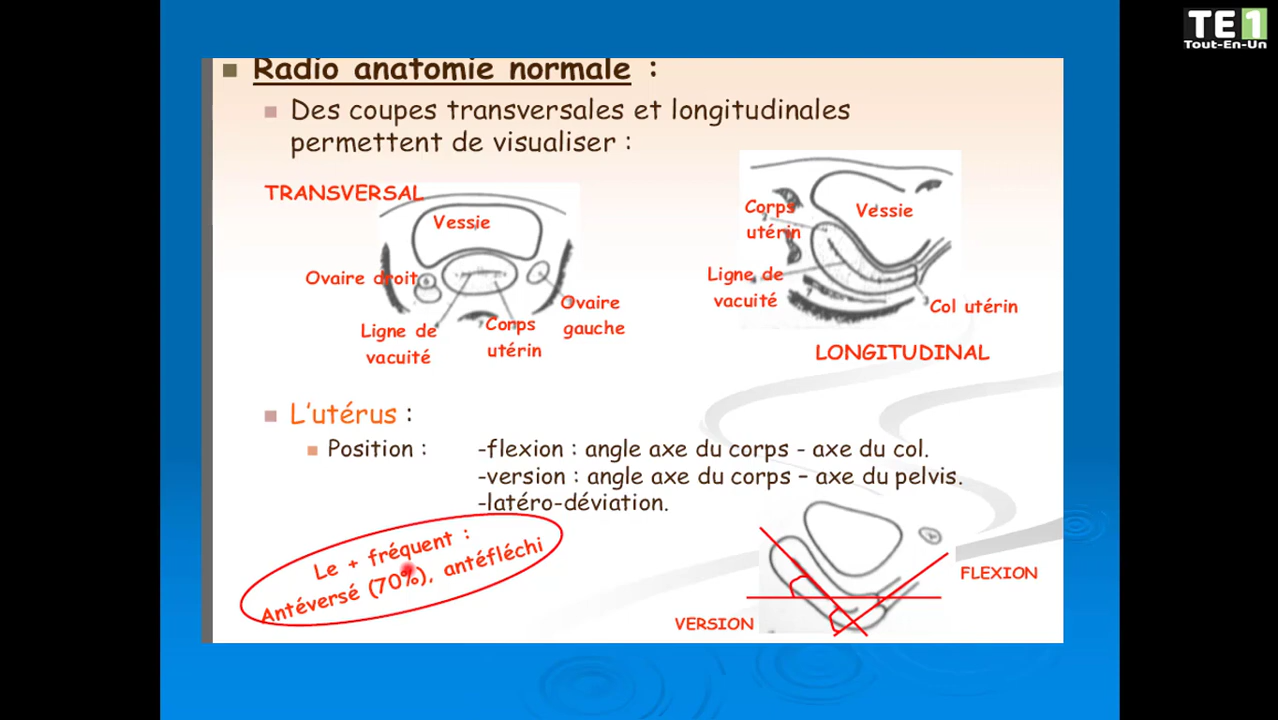 TE1
Tout-En-Un
Radio anatomie normale :
Des coupes transversales et longitudinales
permettent de visualiser :
TRANSVERSAL
Vessie
Ovaire droit
Ovaire
gauche
Ligne de
vacuité
Corps
utérin
Vessie
Corps
utérin
Ligne de
vacuité
Col utérin
LONGITUDINAL
L'utérus :
Position : -flexion : angle axe du corps - axe du col.
-version : angle axe du corps – axe du pelvis.
-latéro-déviation.
Le + fréquent :
Antéversé (70%), antéfléchi
FLEXION
VERSION